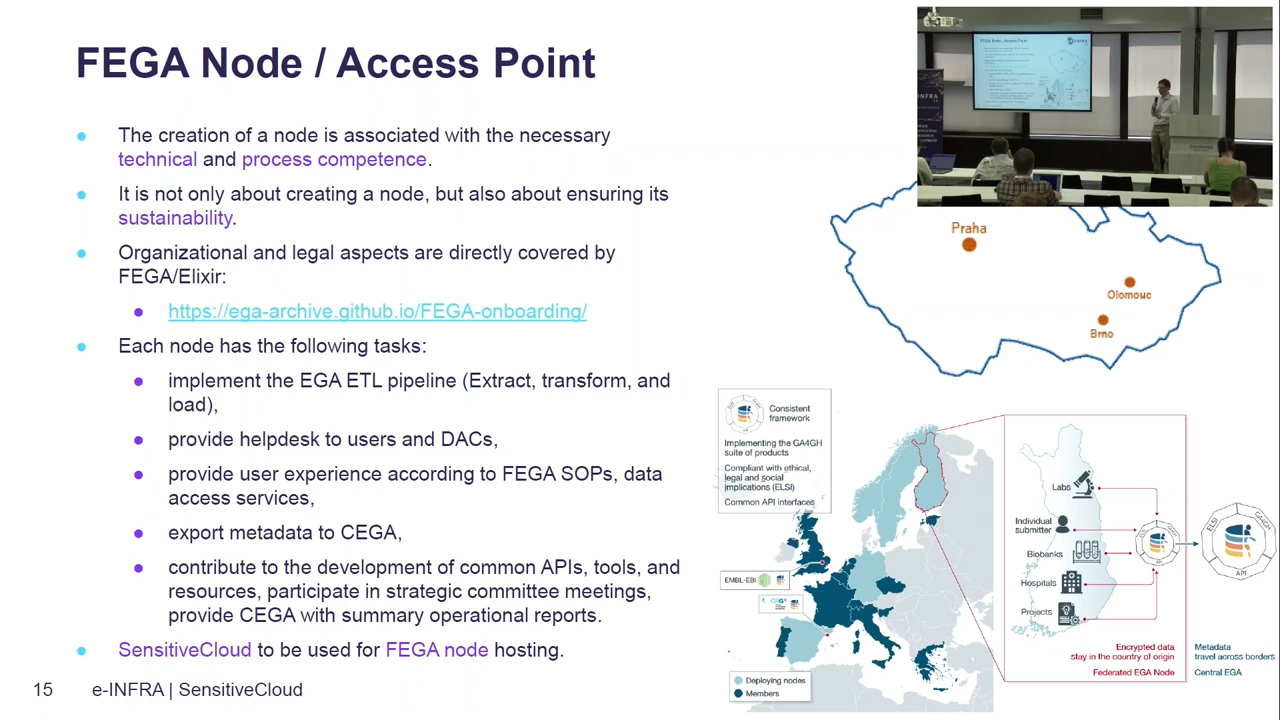 FEGA Node / Access Point
The creation of a node is associated with the necessary
technical and process competence.
It is not only about creating a node, but also about ensuring its
sustainability.
Organizational and legal aspects are directly covered by
FEGA/Elixir:
https://ega-archive.github.io/FEGA-onboarding/
Each node has the following tasks:
implement the EGA ETL pipeline (Extract, transform, and
load),
provide helpdesk to users and DACs,
provide user experience according to FEGA SOPs, data
access services,
export metadata to CEGA,
contribute to the development of common APIs, tools, and
resources, participate in strategic committee meetings,
provide CEGA with summary operational reports.
SensitiveCloud to be used for FEGA node hosting.
15 e-INFRA | SensitiveCloud
Praha
Olomouc
Brno
Consistent
framework
Implementing the GA4GH
suite of products
Compliant with ethical,
legal and social
implications (ELSI)
Common API interfaces
EMBL-EBI
Deploying nodes
Members
Labs
Individual
submitter
Biobanks
Hospitals
Projects
ELSI
GA4GH
API
Encrypted data
stay in the country of origin
Federated EGA Node
Metadata
travel across borders
Central EGA